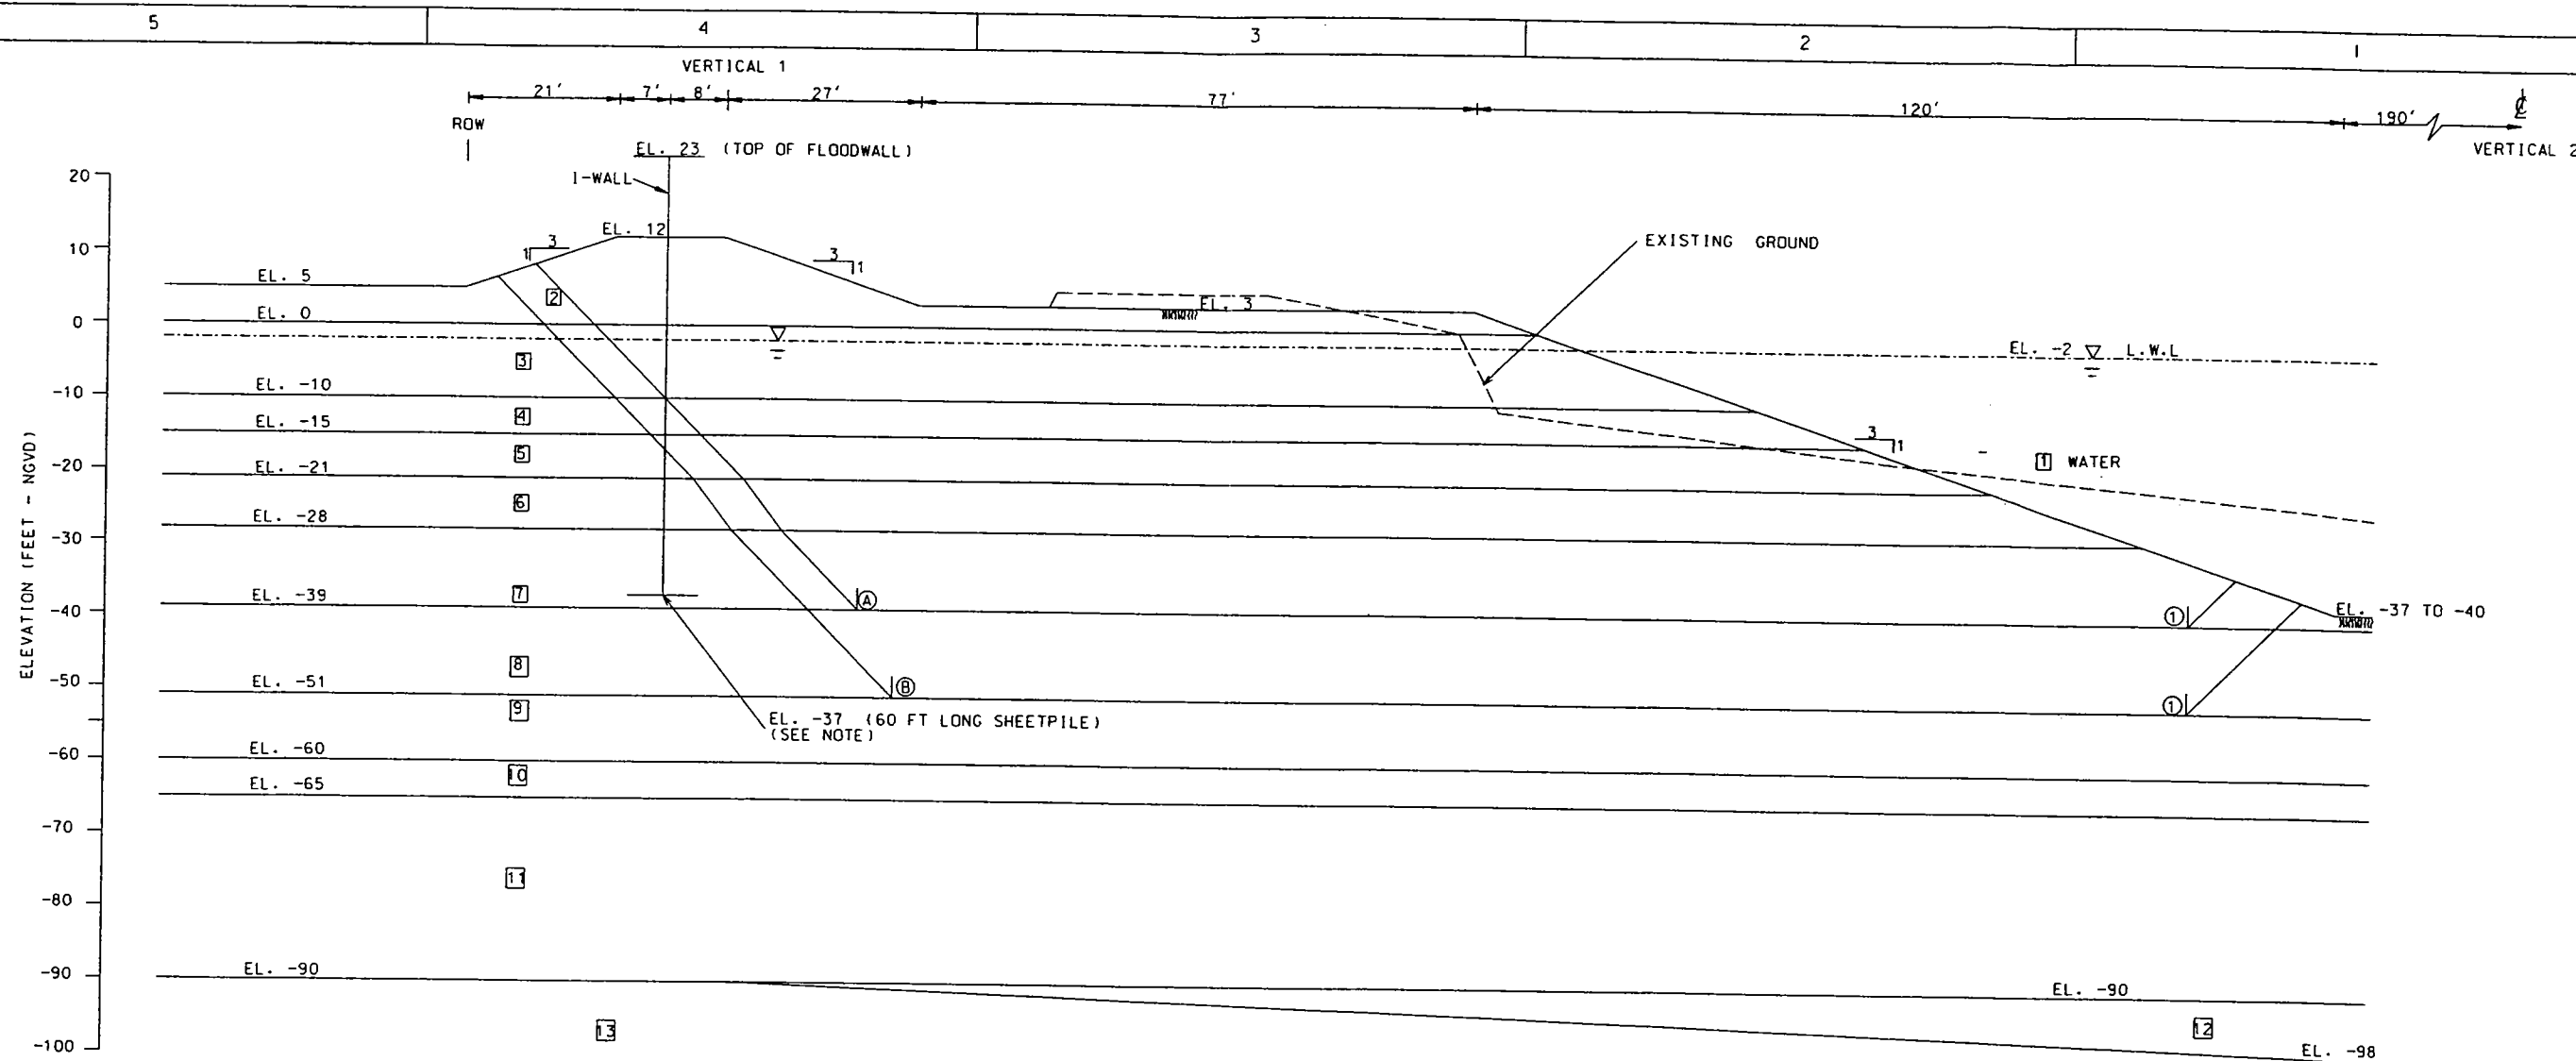 5 4 3 2 1
VERTICAL 1
21' 7' 8' 27' 77' 120' 190' ℄
ROW
VERTICAL 2
EL. 23 (TOP OF FLOODWALL)
20
I-WALL
EL. 12
3
1
3
1
EXISTING GROUND
10
EL. 5
2
EL. 3
0
EL. 0
3
EL. -2 L.W.L
-10
EL. -10
4
EL. -15
5
3
1
1 WATER
-20
EL. -21
6
EL. -28
-30
ELEVATION (FEET - NGVD)
7
EL. -39
-40
A
1
EL. -37 TO -40
8
-50
EL. -51
B
9
1
EL. -37 (60 FT LONG SHEETPILE)
(SEE NOTE)
-60
EL. -60
10
EL. -65
-70
11
-80
-90
EL. -90
EL. -90
13
12
-100
EL. -98